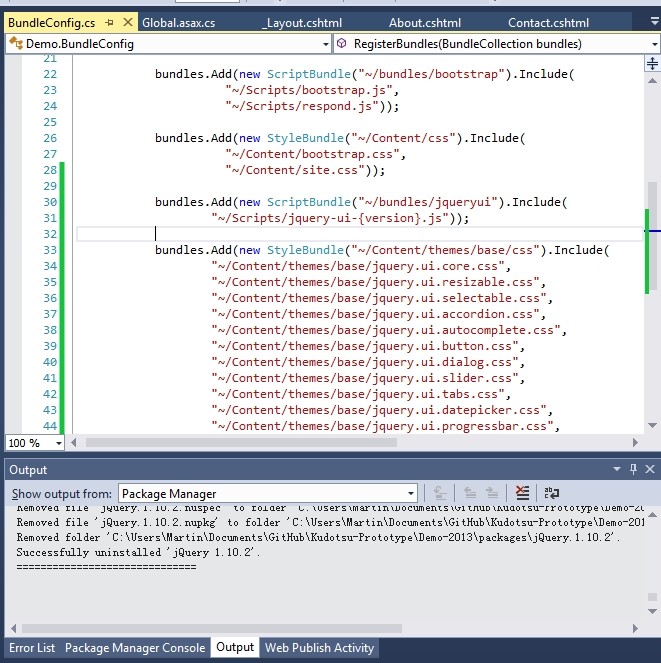 BundleConfig.cs Global.asax.cs _Layout.cshtml About.cshtml Contact.cshtml
Demo.BundleConfig RegisterBundles(BundleCollection bundles)
21
22 bundles.Add(new ScriptBundle("~/bundles/bootstrap").Include(
23 "~/Scripts/bootstrap.js",
24 "~/Scripts/respond.js"));
25
26 bundles.Add(new StyleBundle("~/Content/css").Include(
27 "~/Content/bootstrap.css",
28 "~/Content/site.css"));
29
30 bundles.Add(new ScriptBundle("~/bundles/jqueryui").Include(
31 "~/Scripts/jquery-ui-{version}.js"));
32
33 bundles.Add(new StyleBundle("~/Content/themes/base/css").Include(
34 "~/Content/themes/base/jquery.ui.core.css",
35 "~/Content/themes/base/jquery.ui.resizable.css",
36 "~/Content/themes/base/jquery.ui.selectable.css",
37 "~/Content/themes/base/jquery.ui.accordion.css",
38 "~/Content/themes/base/jquery.ui.autocomplete.css",
39 "~/Content/themes/base/jquery.ui.button.css",
40 "~/Content/themes/base/jquery.ui.dialog.css",
41 "~/Content/themes/base/jquery.ui.slider.css",
42 "~/Content/themes/base/jquery.ui.tabs.css",
43 "~/Content/themes/base/jquery.ui.datepicker.css",
44 "~/Content/themes/base/jquery.ui.progressbar.css",
100 %
Output
Show output from: Package Manager
Removed file 'jQuery.1.10.2.nuspec' to folder 'C:\Users\Martin\Documents\GitHub\Kudotsu-Prototype\Demo-20
Removed file 'jQuery.1.10.2.nupkg' to folder 'C:\Users\Martin\Documents\GitHub\Kudotsu-Prototype\Demo-201
Removed folder 'C:\Users\Martin\Documents\GitHub\Kudotsu-Prototype\Demo-2013\packages\jQuery.1.10.2'.
Successfully uninstalled 'jQuery 1.10.2'.
==============================
Error List Package Manager Console Output Web Publish Activity